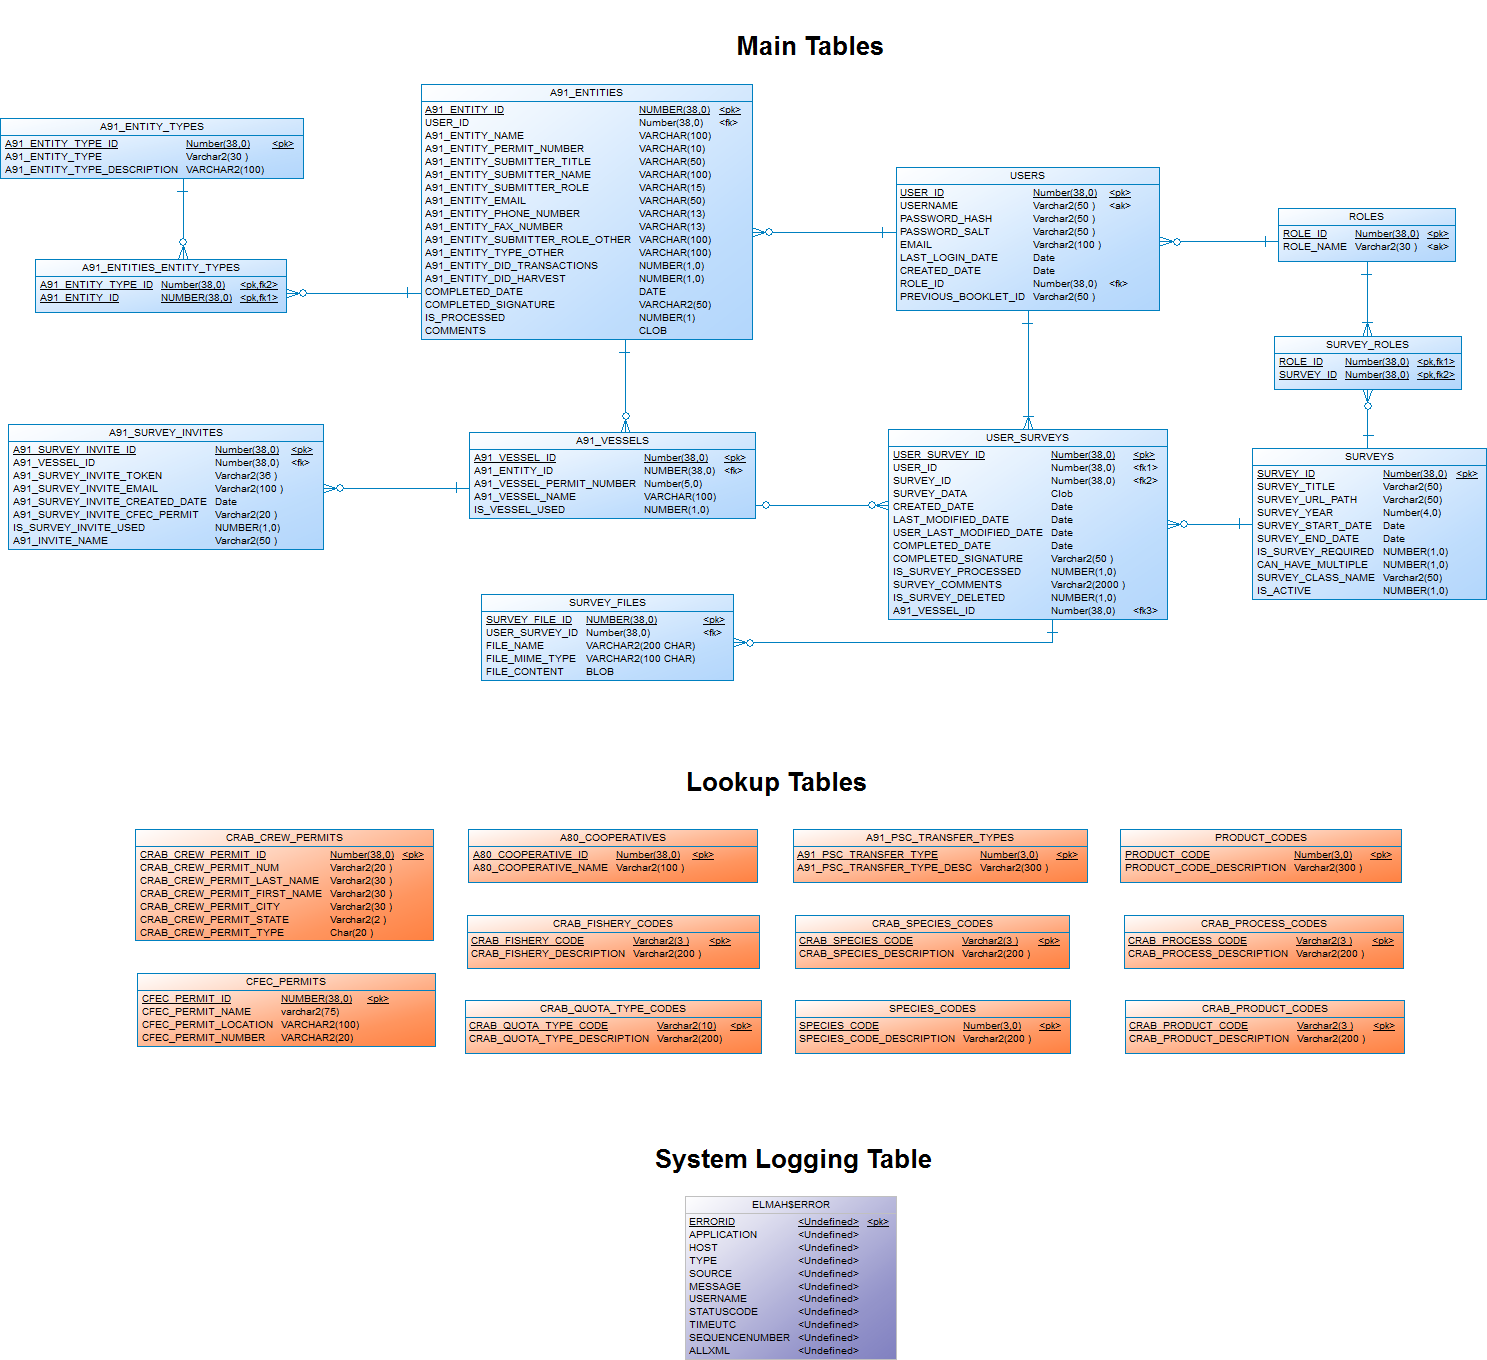 Main Tables
A91_ENTITY_TYPES
A91_ENTITY_TYPE_ID Number(38,0) <pk>
A91_ENTITY_TYPE Varchar2(30 )
A91_ENTITY_TYPE_DESCRIPTION VARCHAR2(100)
A91_ENTITIES
A91_ENTITY_ID NUMBER(38,0) <pk>
USER_ID Number(38,0) <fk>
A91_ENTITY_NAME VARCHAR(100)
A91_ENTITY_PERMIT_NUMBER VARCHAR(10)
A91_ENTITY_SUBMITTER_TITLE VARCHAR(50)
A91_ENTITY_SUBMITTER_NAME VARCHAR(100)
A91_ENTITY_SUBMITTER_ROLE VARCHAR(15)
A91_ENTITY_EMAIL VARCHAR(50)
A91_ENTITY_PHONE_NUMBER VARCHAR(13)
A91_ENTITY_FAX_NUMBER VARCHAR(13)
A91_ENTITY_SUBMITTER_ROLE_OTHER VARCHAR(100)
A91_ENTITY_TYPE_OTHER VARCHAR(100)
A91_ENTITY_DID_TRANSACTIONS NUMBER(1,0)
A91_ENTITY_DID_HARVEST NUMBER(1,0)
COMPLETED_DATE DATE
COMPLETED_SIGNATURE VARCHAR2(50)
IS_PROCESSED NUMBER(1)
COMMENTS CLOB
USERS
USER_ID Number(38,0) <pk>
USERNAME Varchar2(50 ) <ak>
PASSWORD_HASH Varchar2(50 )
PASSWORD_SALT Varchar2(50 )
EMAIL Varchar2(100 )
LAST_LOGIN_DATE Date
CREATED_DATE Date
ROLE_ID Number(38,0) <fk>
PREVIOUS_BOOKLET_ID Varchar2(50 )
ROLES
ROLE_ID Number(38,0) <pk>
ROLE_NAME Varchar2(30 ) <ak>
A91_ENTITIES_ENTITY_TYPES
A91_ENTITY_TYPE_ID Number(38,0) <pk,fk2>
A91_ENTITY_ID NUMBER(38,0) <pk,fk1>
SURVEY_ROLES
ROLE_ID Number(38,0) <pk,fk1>
SURVEY_ID Number(38,0) <pk,fk2>
A91_SURVEY_INVITES
A91_SURVEY_INVITE_ID Number(38,0) <pk>
A91_VESSEL_ID Number(38,0) <fk>
A91_SURVEY_INVITE_TOKEN Varchar2(36 )
A91_SURVEY_INVITE_EMAIL Varchar2(100 )
A91_SURVEY_INVITE_CREATED_DATE Date
A91_SURVEY_INVITE_CFEC_PERMIT Varchar2(20 )
IS_SURVEY_INVITE_USED NUMBER(1,0)
A91_INVITE_NAME Varchar2(50 )
A91_VESSELS
A91_VESSEL_ID Number(38,0) <pk>
A91_ENTITY_ID NUMBER(38,0) <fk>
A91_VESSEL_PERMIT_NUMBER Number(5,0)
A91_VESSEL_NAME VARCHAR(100)
IS_VESSEL_USED NUMBER(1,0)
USER_SURVEYS
USER_SURVEY_ID Number(38,0) <pk>
USER_ID Number(38,0) <fk1>
SURVEY_ID Number(38,0) <fk2>
SURVEY_DATA Clob
CREATED_DATE Date
LAST_MODIFIED_DATE Date
USER_LAST_MODIFIED_DATE Date
COMPLETED_DATE Date
COMPLETED_SIGNATURE Varchar2(50 )
IS_SURVEY_PROCESSED NUMBER(1,0)
SURVEY_COMMENTS Varchar2(2000 )
IS_SURVEY_DELETED NUMBER(1,0)
A91_VESSEL_ID Number(38,0) <fk3>
SURVEYS
SURVEY_ID Number(38,0) <pk>
SURVEY_TITLE Varchar2(50)
SURVEY_URL_PATH Varchar2(50)
SURVEY_YEAR Number(4,0)
SURVEY_START_DATE Date
SURVEY_END_DATE Date
IS_SURVEY_REQUIRED NUMBER(1,0)
CAN_HAVE_MULTIPLE NUMBER(1,0)
SURVEY_CLASS_NAME Varchar2(50)
IS_ACTIVE NUMBER(1,0)
SURVEY_FILES
SURVEY_FILE_ID NUMBER(38,0) <pk>
USER_SURVEY_ID Number(38,0) <fk>
FILE_NAME VARCHAR2(200 CHAR)
FILE_MIME_TYPE VARCHAR2(100 CHAR)
FILE_CONTENT BLOB
Lookup Tables
CRAB_CREW_PERMITS
CRAB_CREW_PERMIT_ID Number(38,0) <pk>
CRAB_CREW_PERMIT_NUM Varchar2(20 )
CRAB_CREW_PERMIT_LAST_NAME Varchar2(30 )
CRAB_CREW_PERMIT_FIRST_NAME Varchar2(30 )
CRAB_CREW_PERMIT_CITY Varchar2(30 )
CRAB_CREW_PERMIT_STATE Varchar2(2 )
CRAB_CREW_PERMIT_TYPE Char(20 )
A80_COOPERATIVES
A80_COOPERATIVE_ID Number(38,0) <pk>
A80_COOPERATIVE_NAME Varchar2(100 )
A91_PSC_TRANSFER_TYPES
A91_PSC_TRANSFER_TYPE Number(3,0) <pk>
A91_PSC_TRANSFER_TYPE_DESC Varchar2(300 )
PRODUCT_CODES
PRODUCT_CODE Number(3,0) <pk>
PRODUCT_CODE_DESCRIPTION Varchar2(300 )
CRAB_FISHERY_CODES
CRAB_FISHERY_CODE Varchar2(3 ) <pk>
CRAB_FISHERY_DESCRIPTION Varchar2(200 )
CRAB_SPECIES_CODES
CRAB_SPECIES_CODE Varchar2(3 ) <pk>
CRAB_SPECIES_DESCRIPTION Varchar2(200 )
CRAB_PROCESS_CODES
CRAB_PROCESS_CODE Varchar2(3 ) <pk>
CRAB_PROCESS_DESCRIPTION Varchar2(200 )
CFEC_PERMITS
CFEC_PERMIT_ID NUMBER(38,0) <pk>
CFEC_PERMIT_NAME varchar2(75)
CFEC_PERMIT_LOCATION VARCHAR2(100)
CFEC_PERMIT_NUMBER VARCHAR2(20)
CRAB_QUOTA_TYPE_CODES
CRAB_QUOTA_TYPE_CODE Varchar2(10) <pk>
CRAB_QUOTA_TYPE_DESCRIPTION Varchar2(200)
SPECIES_CODES
SPECIES_CODE Number(3,0) <pk>
SPECIES_CODE_DESCRIPTION Varchar2(200 )
CRAB_PRODUCT_CODES
CRAB_PRODUCT_CODE Varchar2(3 ) <pk>
CRAB_PRODUCT_DESCRIPTION Varchar2(200 )
System Logging Table
ELMAH$ERROR
ERRORID <Undefined> <pk>
APPLICATION <Undefined>
HOST <Undefined>
TYPE <Undefined>
SOURCE <Undefined>
MESSAGE <Undefined>
USERNAME <Undefined>
STATUSCODE <Undefined>
TIMEUTC <Undefined>
SEQUENCENUMBER <Undefined>
ALLXML <Undefined>